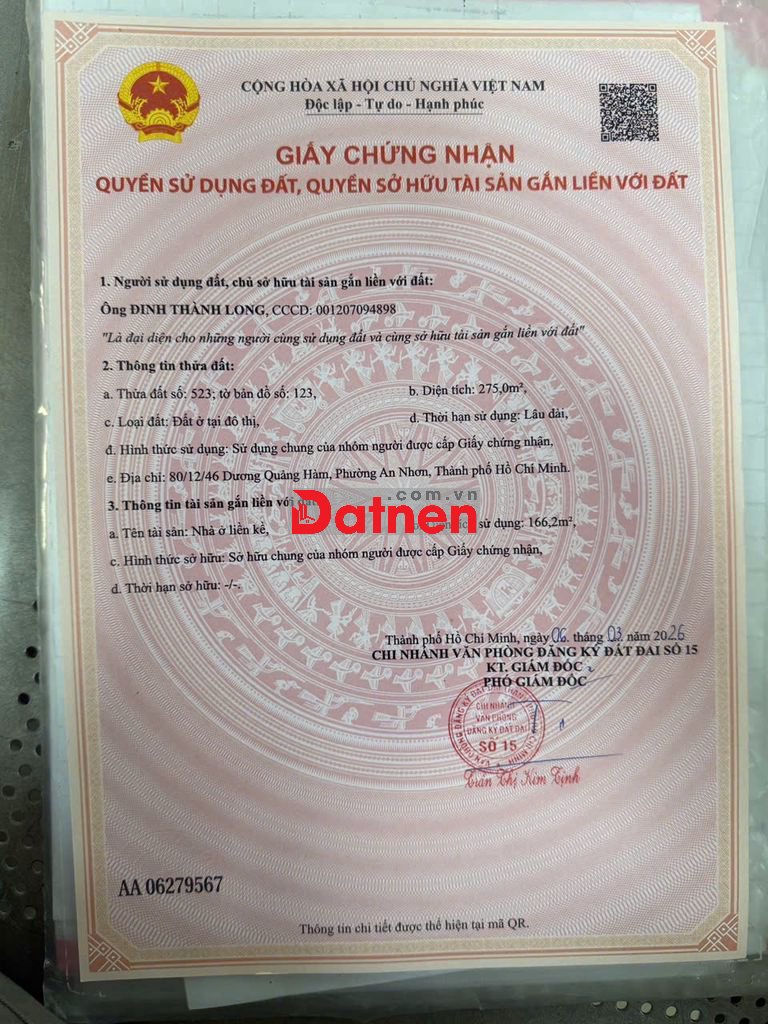 CỘNG HÒA XÃ HỘI CHỦ NGHĨA VIỆT NAM
Độc lập - Tự do - Hạnh phúc
GIẤY CHỨNG NHẬN
QUYỀN SỬ DỤNG ĐẤT, QUYỀN SỞ HỮU TÀI SẢN GẮN LIỀN VỚI ĐẤT
1. Người sử dụng đất, chủ sở hữu tài sản gắn liền với đất:
Ông ĐINH THÀNH LONG, CCCD: 001207094898
"Là đại diện cho những người cùng sử dụng đất và cùng sở hữu tài sản gắn liền với đất"
2. Thông tin thửa đất:
a. Thửa đất số: 523; tờ bản đồ số: 123, b. Diện tích: 275,0m²,
c. Loại đất: Đất ở tại đô thị, d. Thời hạn sử dụng: Lâu dài,
đ. Hình thức sử dụng: Sử dụng chung của nhóm người được cấp Giấy chứng nhận,
e. Địa chỉ: 80/12/46 Dương Quảng Hàm, Phường An Nhơn, Thành phố Hồ Chí Minh.
3. Thông tin tài sản gắn liền với
.com.vn
Datnen
a. Tên tài sản: Nhà ở liền kề, sử dụng: 166,2m²,
c. Hình thức sở hữu: Sở hữu chung của nhóm người được cấp Giấy chứng nhận,
d. Thời hạn sở hữu: -/-.
Thành phố Hồ Chí Minh, ngày 06 tháng 03 năm 2026
CHI NHÁNH VĂN PHÒNG ĐĂNG KÝ ĐẤT ĐAI SỐ 15
KT. GIÁM ĐỐC
PHÓ GIÁM ĐỐC
CHI NHÁNH
VĂN PHÒNG
ĐĂNG KÝ ĐẤT ĐAI
SỐ 15
Trần Thị Kim Tịnh
AA 06279567
Thông tin chi tiết được thể hiện tại mã QR.